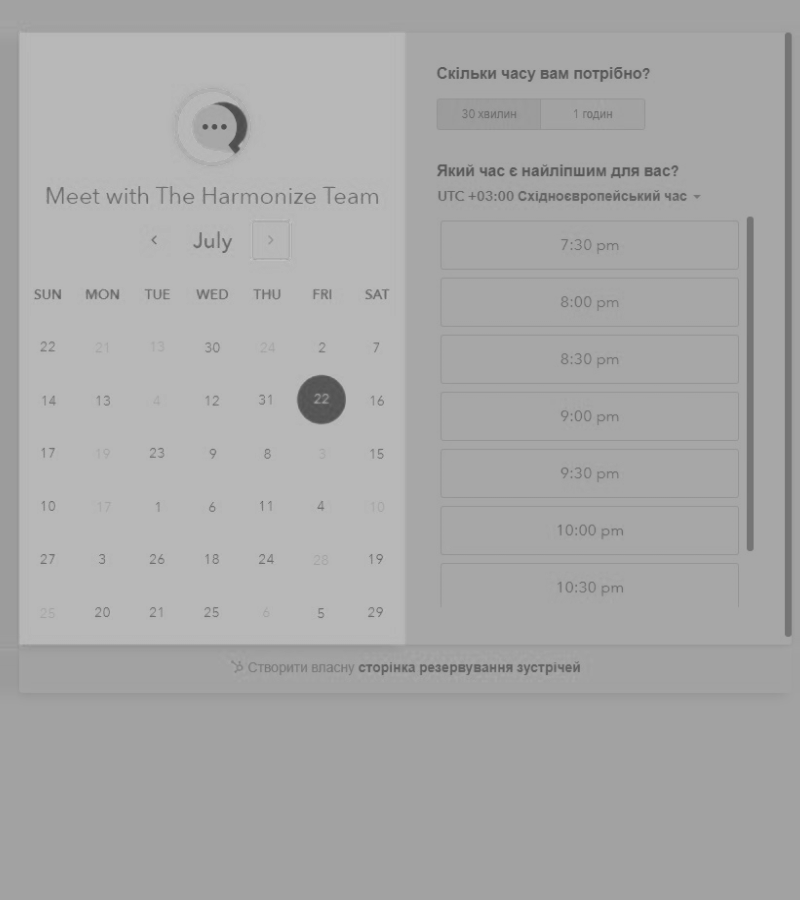 Meet with The Harmonize Team
July
SUN MON TUE WED THU FRI SAT
22 21 13 30 24 2 7
14 13 4 12 31 22 16
17 19 23 9 8 3 15
10 17 1 6 11 4 10
27 3 26 18 24 28 19
25 20 21 25 6 5 29
Скільки часу вам потрібно?
30 хвилин 1 годин
Який час є найліпшим для вас?
UTC +03:00 Східноєвропейський час
7:30 pm
8:00 pm
8:30 pm
9:00 pm
9:30 pm
10:00 pm
10:30 pm
Створити власну сторінка резервування зустрічей